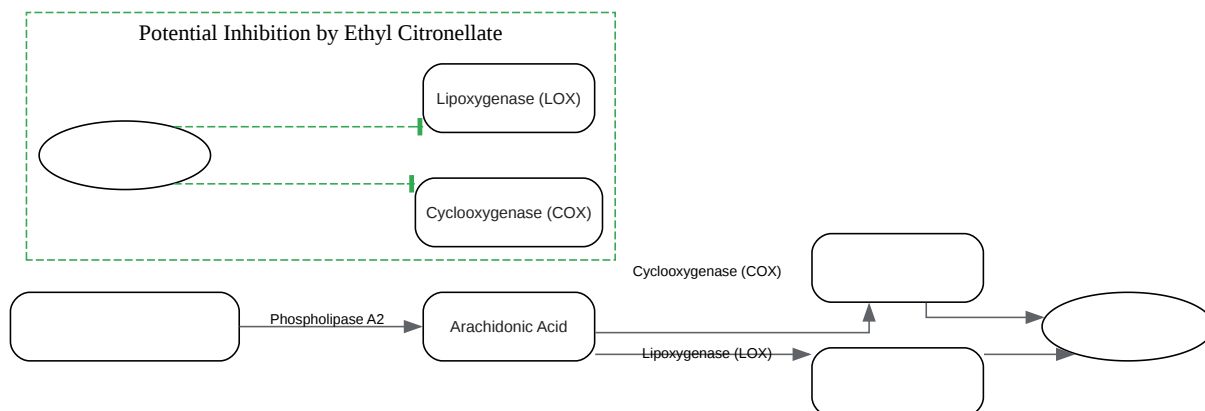 Potential Inhibition by Ethyl Citronellate
Lipoxygenase (LOX)
Cyclooxygenase (COX)
Cyclooxygenase (COX)
Phospholipase A2
Arachidonic Acid
Lipoxygenase (LOX)